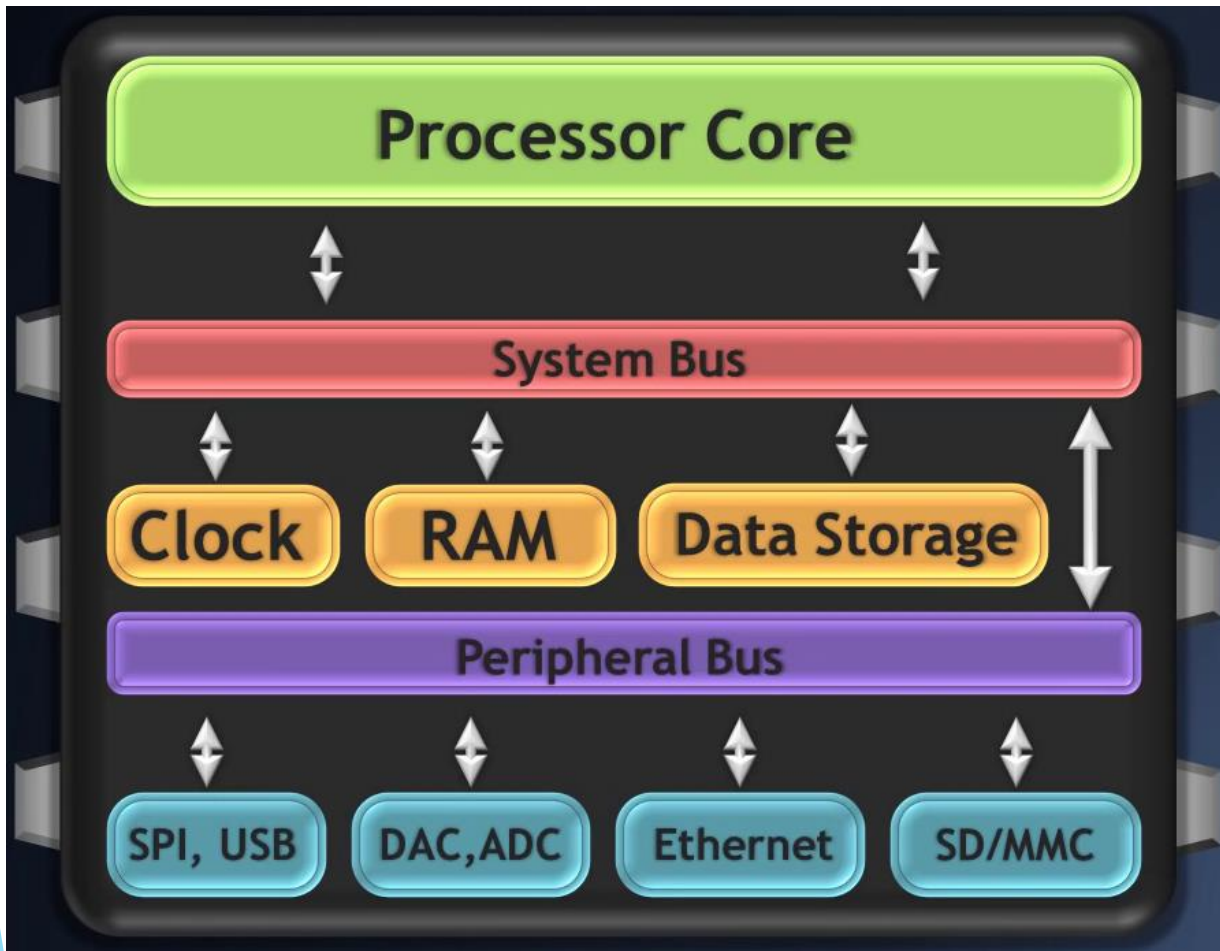 Processor Core
System Bus
Clock
RAM
Data Storage
Peripheral Bus
SPI, USB
DAC,ADC
Ethernet
SD/MMC